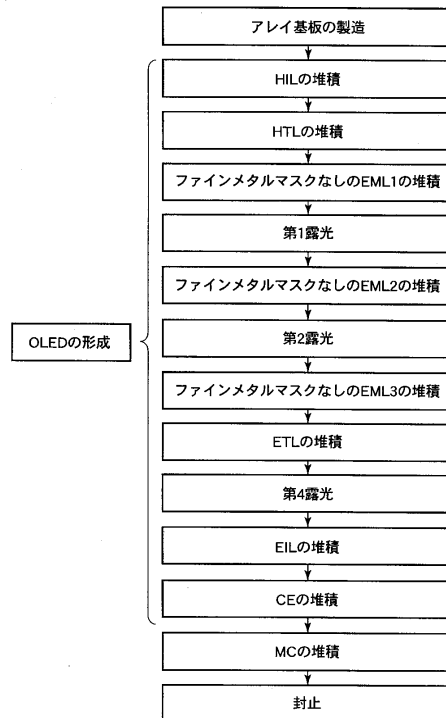 アレイ基板の製造
HILの堆積
HTLの堆積
ファインメタルマスクなしのEML1の堆積
第1露光
ファインメタルマスクなしのEML2の堆積
第2露光
OLEDの形成
ファインメタルマスクなしのEML3の堆積
ETLの堆積
第4露光
EILの堆積
CEの堆積
MCの堆積
封止